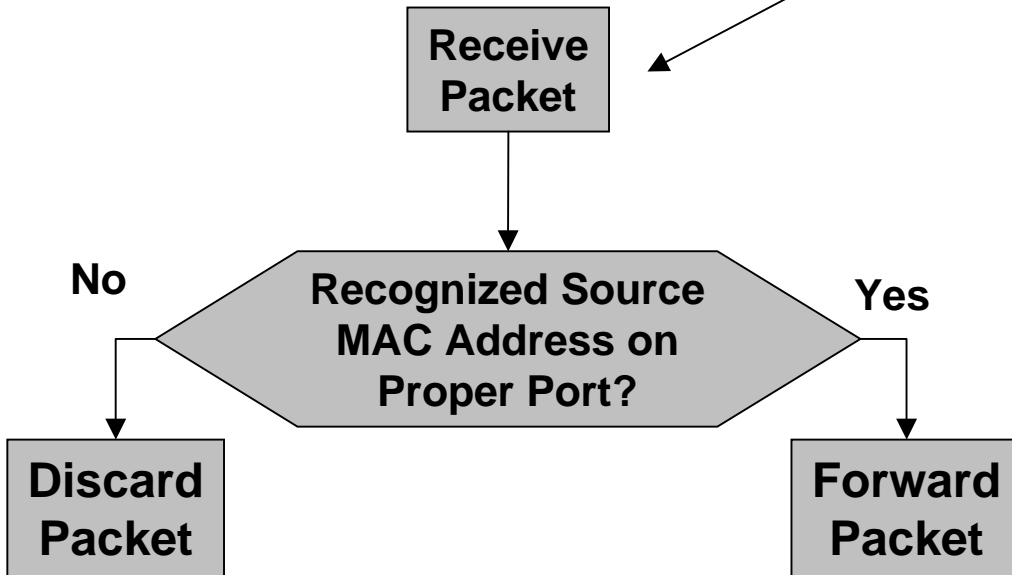 Receive
Packet
No
Recognized Source
MAC Address on
Proper Port?
Yes
Discard
Packet
Forward
Packet